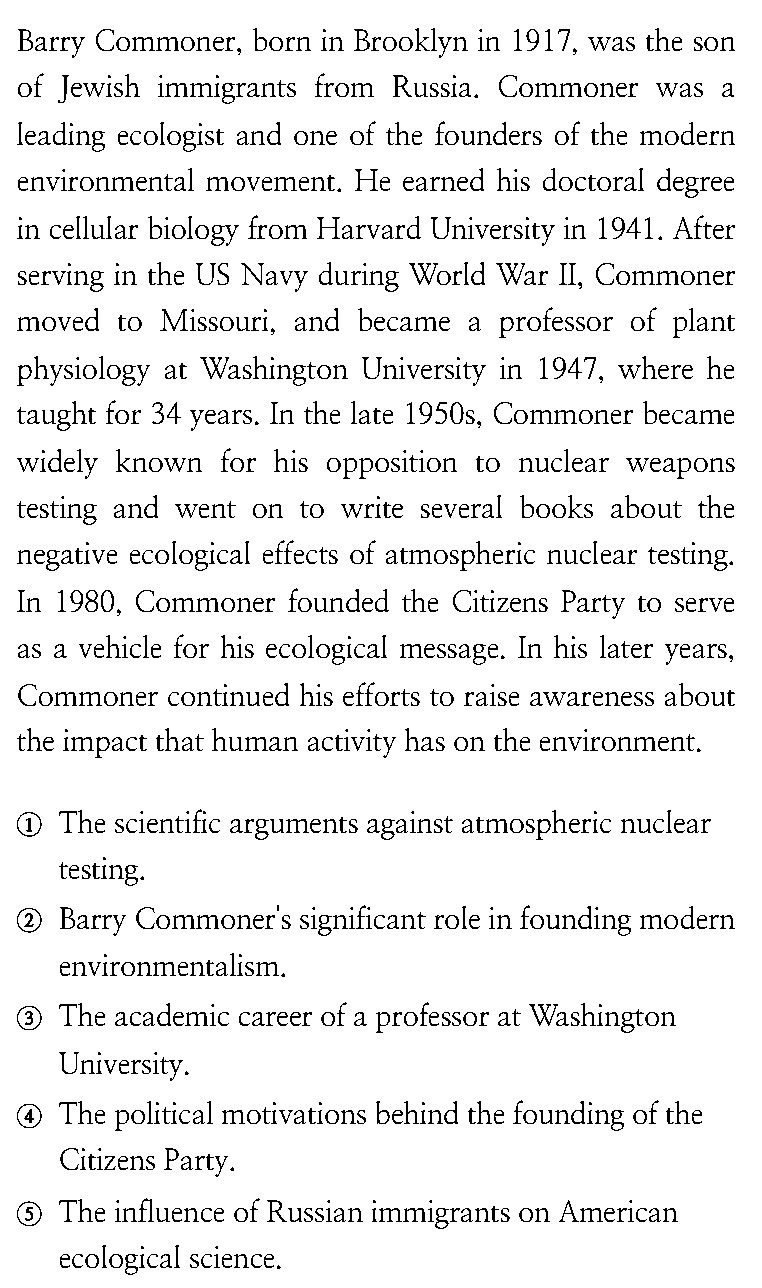 Barry Commoner, born in Brooklyn in 1917, was the son
of Jewish immigrants from Russia. Commoner was a
leading ecologist and one of the founders of the modern
environmental movement. He earned his doctoral degree
in cellular biology from Harvard University in 1941. After
serving in the US Navy during World War II, Commoner
moved to Missouri, and became a professor of plant
physiology at Washington University in 1947, where he
taught for 34 years. In the late 1950s, Commoner became
widely known for his opposition to nuclear weapons
testing and went on to write several books about the
negative ecological effects of atmospheric nuclear testing.
In 1980, Commoner founded the Citizens Party to serve
as a vehicle for his ecological message. In his later years,
Commoner continued his efforts to raise awareness about
the impact that human activity has on the environment.
① The scientific arguments against atmospheric nuclear
testing.
② Barry Commoner's significant role in founding modern
environmentalism.
③ The academic career of a professor at Washington
University.
④ The political motivations behind the founding of the
Citizens Party.
⑤ The influence of Russian immigrants on American
ecological science.